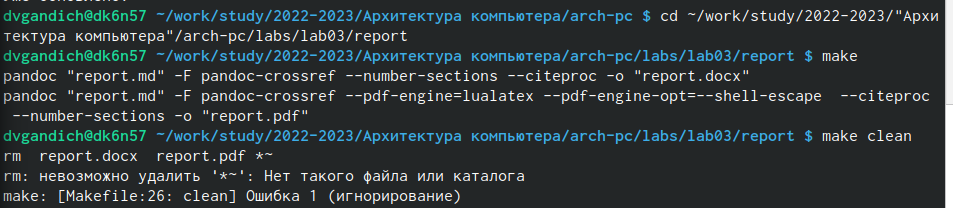 dvgandich@dk6n57 ~/work/study/2022-2023/Архитектура компьютера/arch-pc $ cd ~/work/study/2022-2023/"Архи
тектура компьютера"/arch-pc/labs/lab03/report
dvgandich@dk6n57 ~/work/study/2022-2023/Архитектура компьютера/arch-pc/labs/lab03/report $ make
pandoc "report.md" -F pandoc-crossref --number-sections --citeproc -o "report.docx"
pandoc "report.md" -F pandoc-crossref --pdf-engine=lualatex --pdf-engine-opt=--shell-escape  --citeproc
 --number-sections -o "report.pdf"
dvgandich@dk6n57 ~/work/study/2022-2023/Архитектура компьютера/arch-pc/labs/lab03/report $ make clean
rm  report.docx  report.pdf *~
rm: невозможно удалить '*~': Нет такого файла или каталога
make: [Makefile:26: clean] Ошибка 1 (игнорирование)